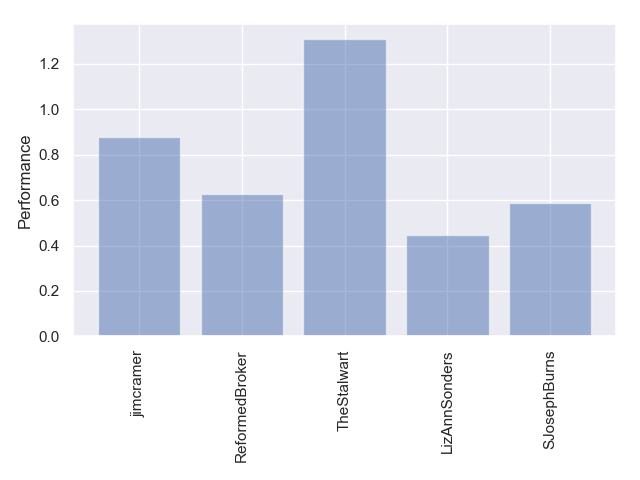 Performance
1.2
1.0
0.8
0.6
0.4
0.2
0.0
jimcramer
ReformedBroker
TheStalwart
LizAnnSonders
SJosephBurns